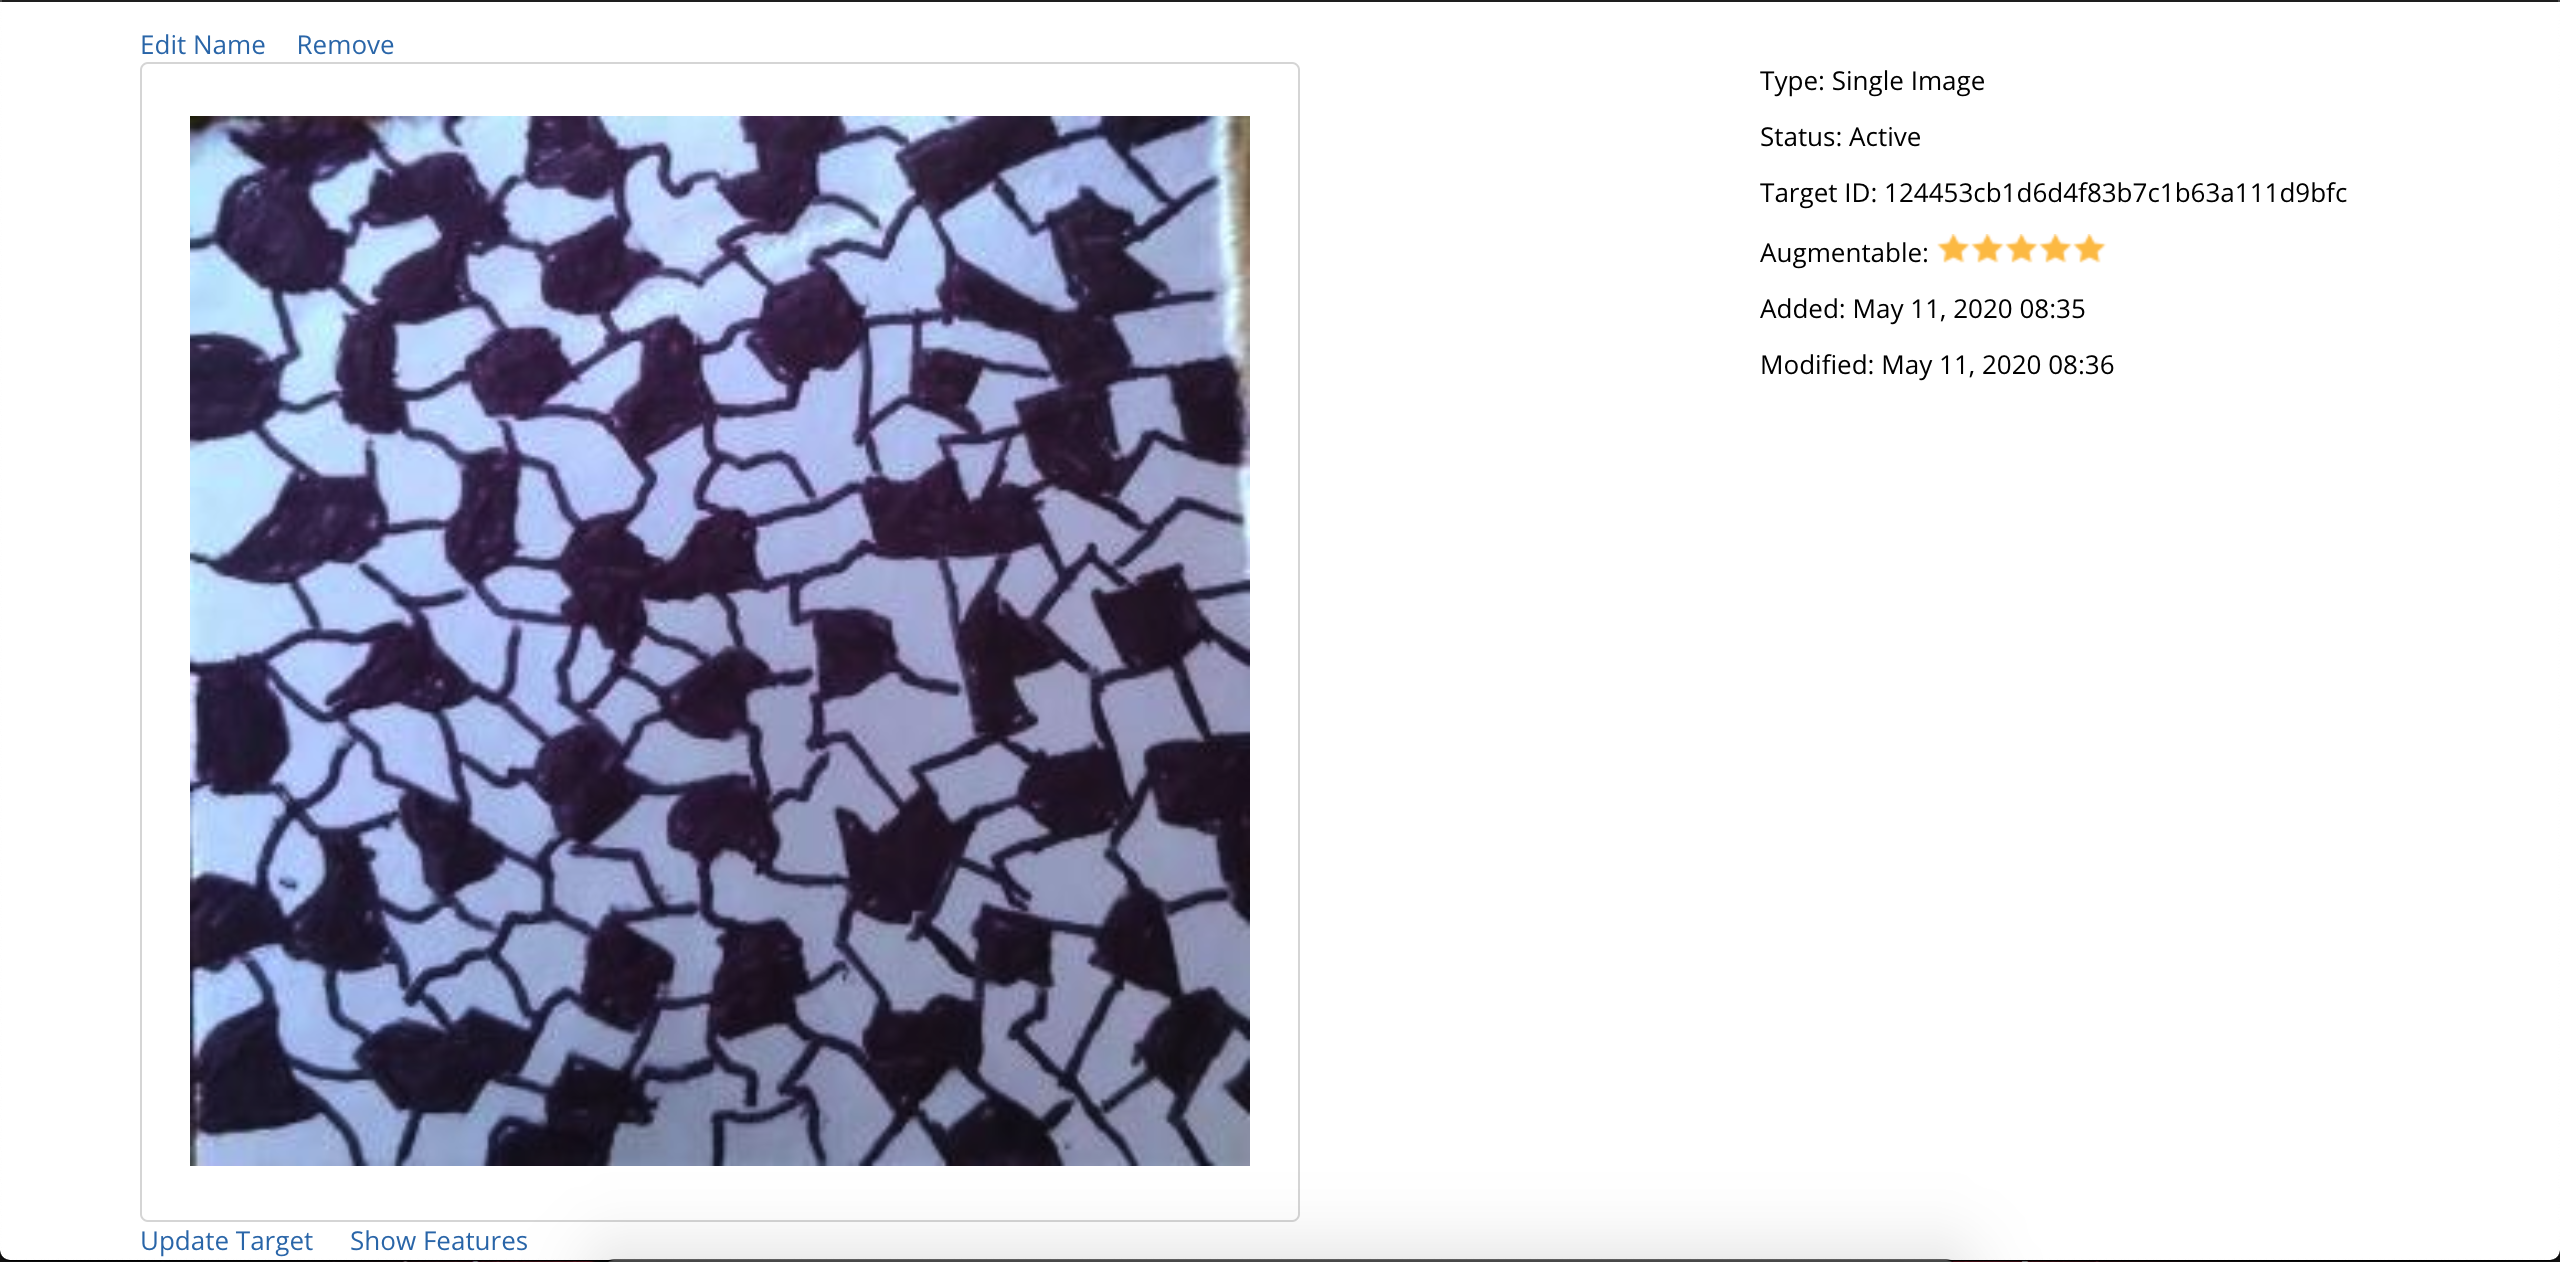 Edit Name Remove
Type: Single Image
Status: Active
Target ID: 124453cb1d6d4f83b7c1b63a111d9bfc
Augmentable:
Added: May 11, 2020 08:35
Modified: May 11, 2020 08:36
Update Target Show Features